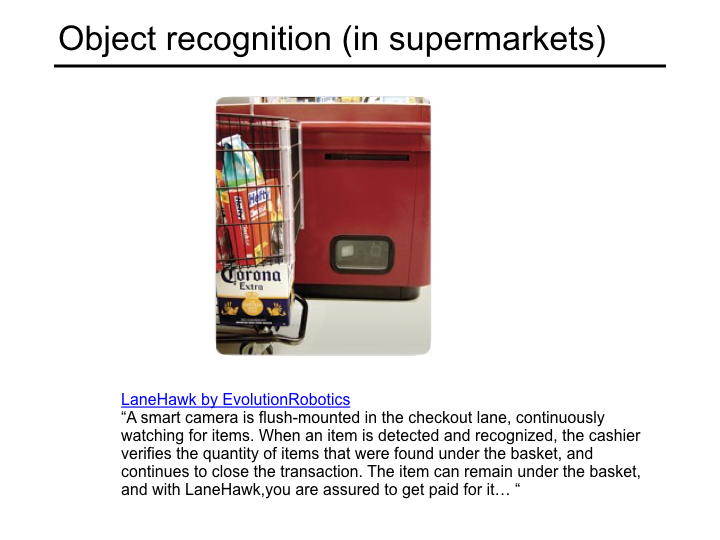 Object recognition (in supermarkets)
Hefty
Hefty
Corona
Extra
LaneHawk by EvolutionRobotics
“A smart camera is flush-mounted in the checkout lane, continuously
watching for items. When an item is detected and recognized, the cashier
verifies the quantity of items that were found under the basket, and
continues to close the transaction. The item can remain under the basket,
and with LaneHawk,you are assured to get paid for it… “